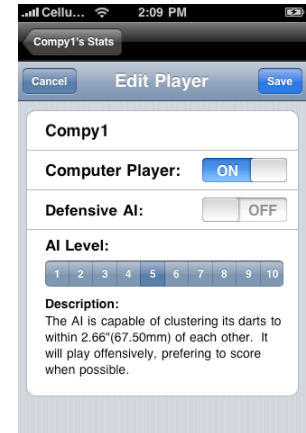 Cellu... 2:09 PM
Compy1's Stats
Cancel Edit Player Save
Compy1
Computer Player: ON
Defensive AI: OFF
AI Level:
1 2 3 4 5 6 7 8 9 10
Description:
The AI is capable of clustering its darts to
within 2.66"(67.50mm) of each other. It
will play offensively, prefering to score
when possible.